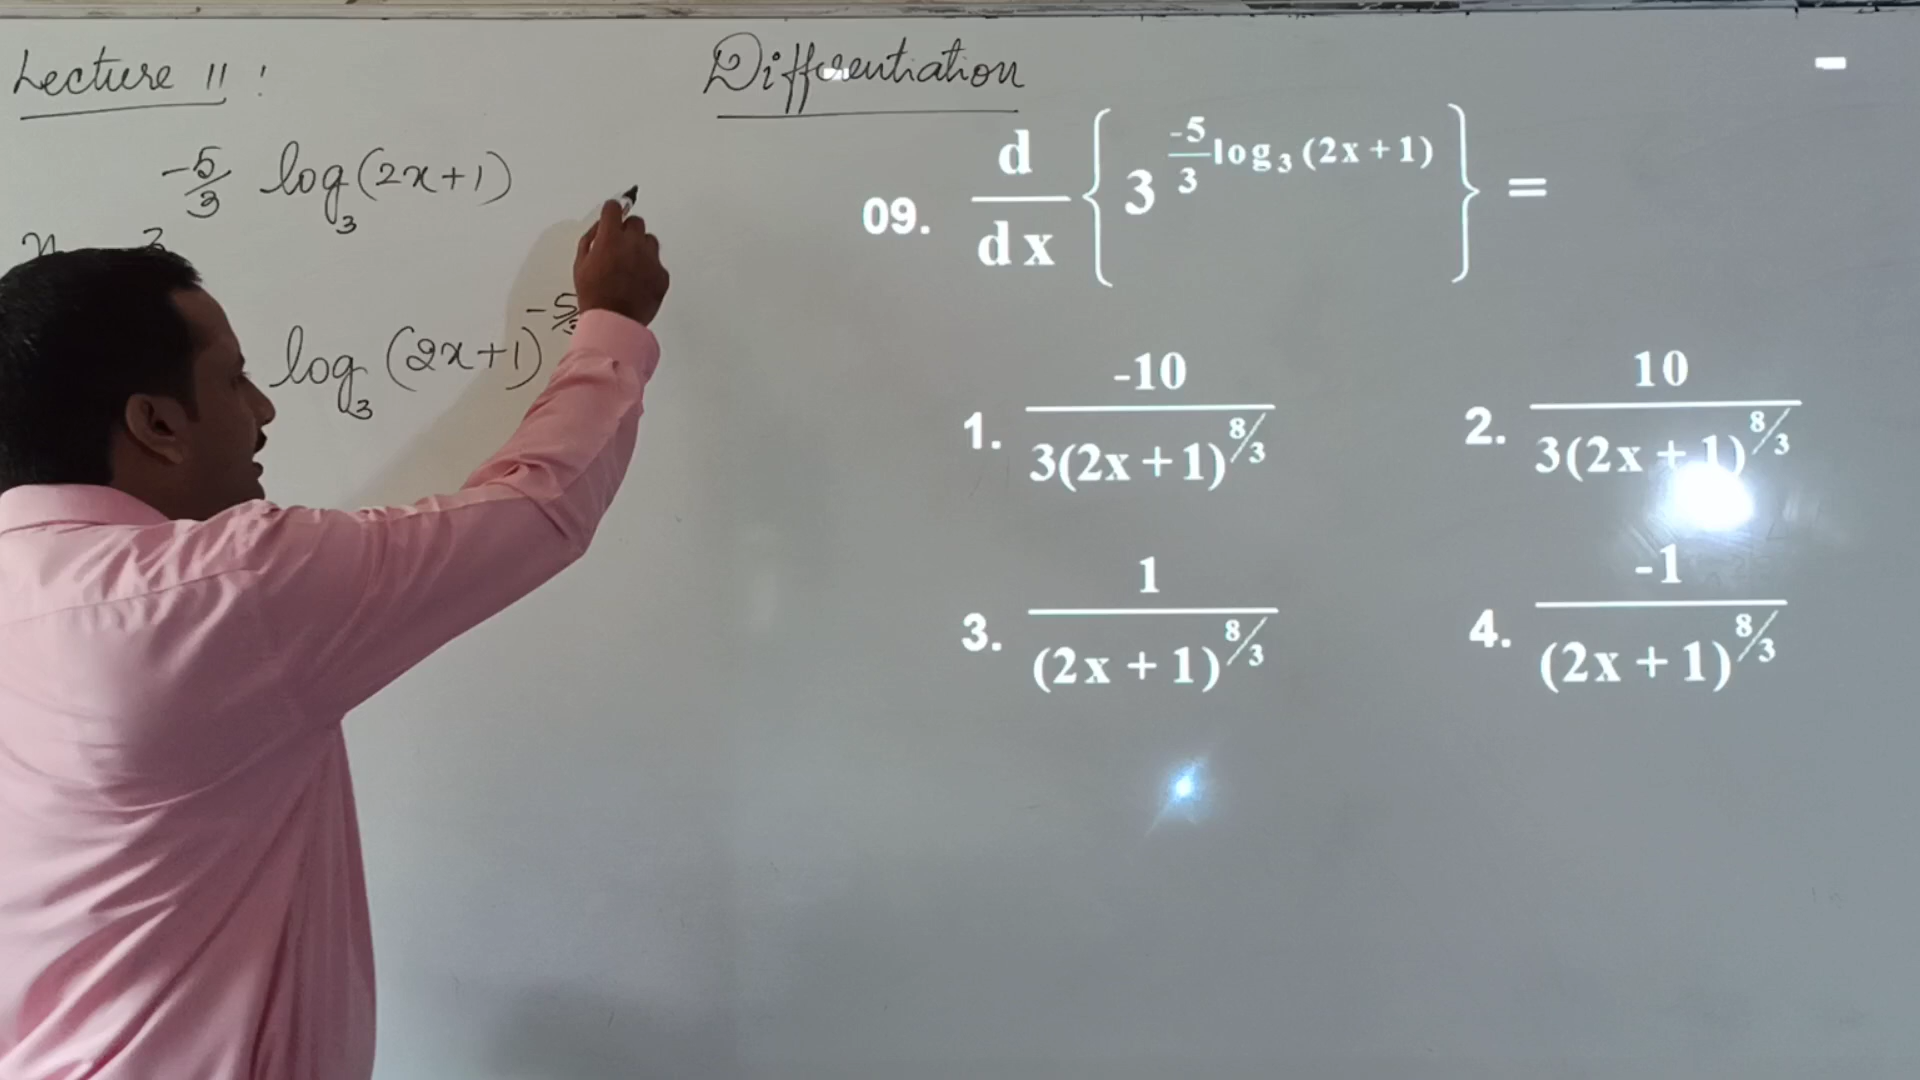 Lecture 11 :
Differentiation
-5/3 log₃(2x+1)
log₃(2x+1)^-5/3
09. d/dx { 3^(-5/3 log₃(2x+1)) } =
1. -10/3(2x+1)^8/3
2. 10/3(2x+1)^8/3
3. 1/(2x+1)^8/3
4. -1/(2x+1)^8/3